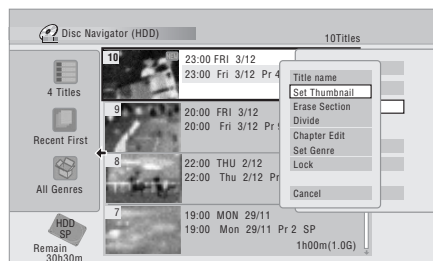 Disc Navigator (HDD)
10Titles
4 Titles
Recent First
All Genres
HDD
SP
Remain
30h30m
10
23:00 FRI 3/12
23:00 Fri 3/12 Pr 4
9
20:00 FRI 3/12
20:00 Fri 3/12 Pr
8
22:00 THU 2/12
22:00 Thu 2/12 Pr
7
19:00 MON 29/11
19:00 Mon 29/11 Pr 2 SP
1h00m(1.0G)
Title name
Set Thumbnail
Erase Section
Divide
Chapter Edit
Set Genre
Lock
Cancel